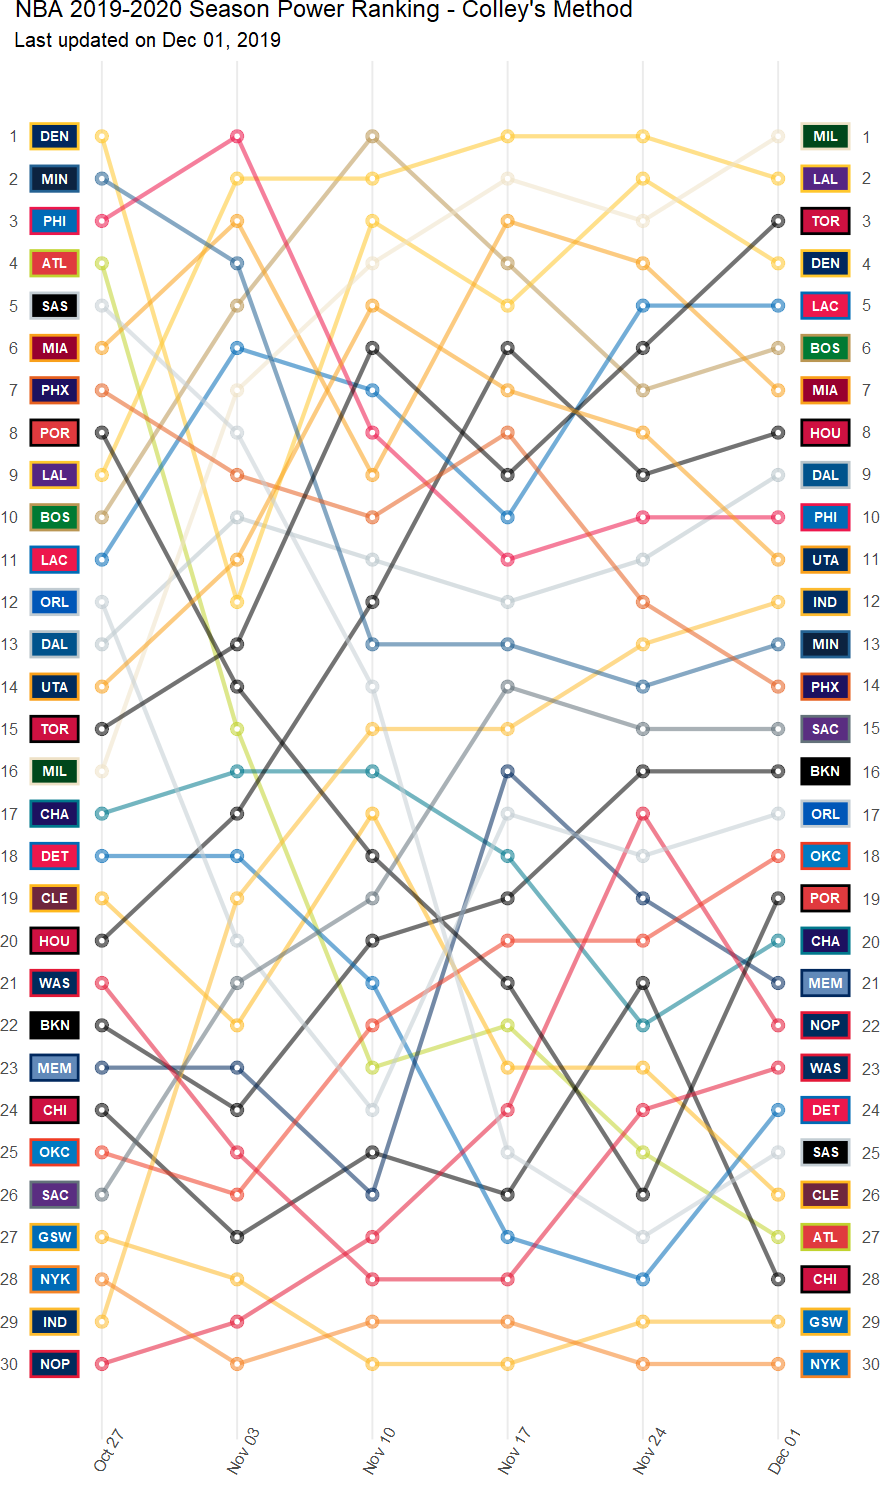 NBA 2019-2020 Season Power Ranking - Colley's Method
Last updated on Dec 01, 2019
1 DEN MIL 1
2 MIN LAL 2
3 PHI TOR 3
4 ATL DEN 4
5 SAS LAC 5
6 MIA BOS 6
7 PHX MIA 7
8 POR HOU 8
9 LAL DAL 9
10 BOS PHI 10
11 LAC UTA 11
12 ORL IND 12
13 DAL MIN 13
14 UTA PHX 14
15 TOR SAC 15
16 MIL BKN 16
17 CHA ORL 17
18 DET OKC 18
19 CLE POR 19
20 HOU CHA 20
21 WAS MEM 21
22 BKN NOP 22
23 MEM WAS 23
24 CHI DET 24
25 OKC SAS 25
26 SAC CLE 26
27 GSW ATL 27
28 NYK CHI 28
29 IND GSW 29
30 NOP NYK 30
Oct 27 Nov 03 Nov 10 Nov 17 Nov 24 Dec 01